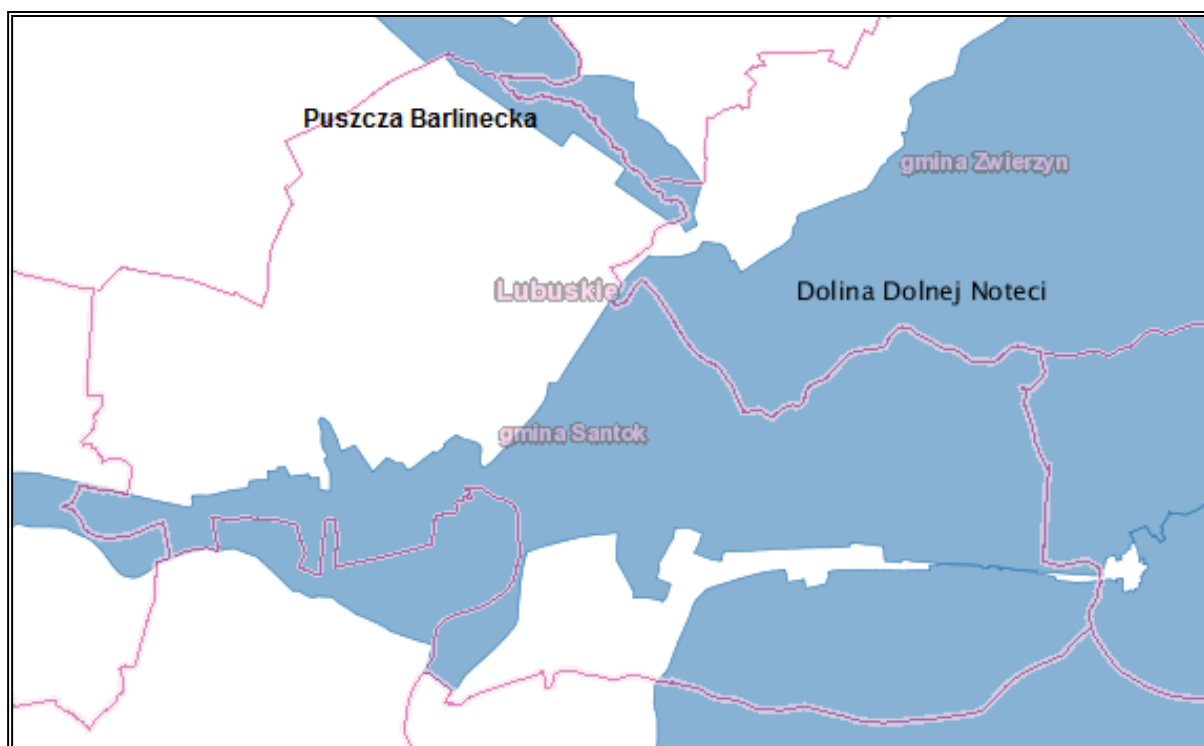 Puszcza Barlinecka
gmina Zwierzyn
Lubuskie
Dolina Dolnej Noteci
gmina Santok